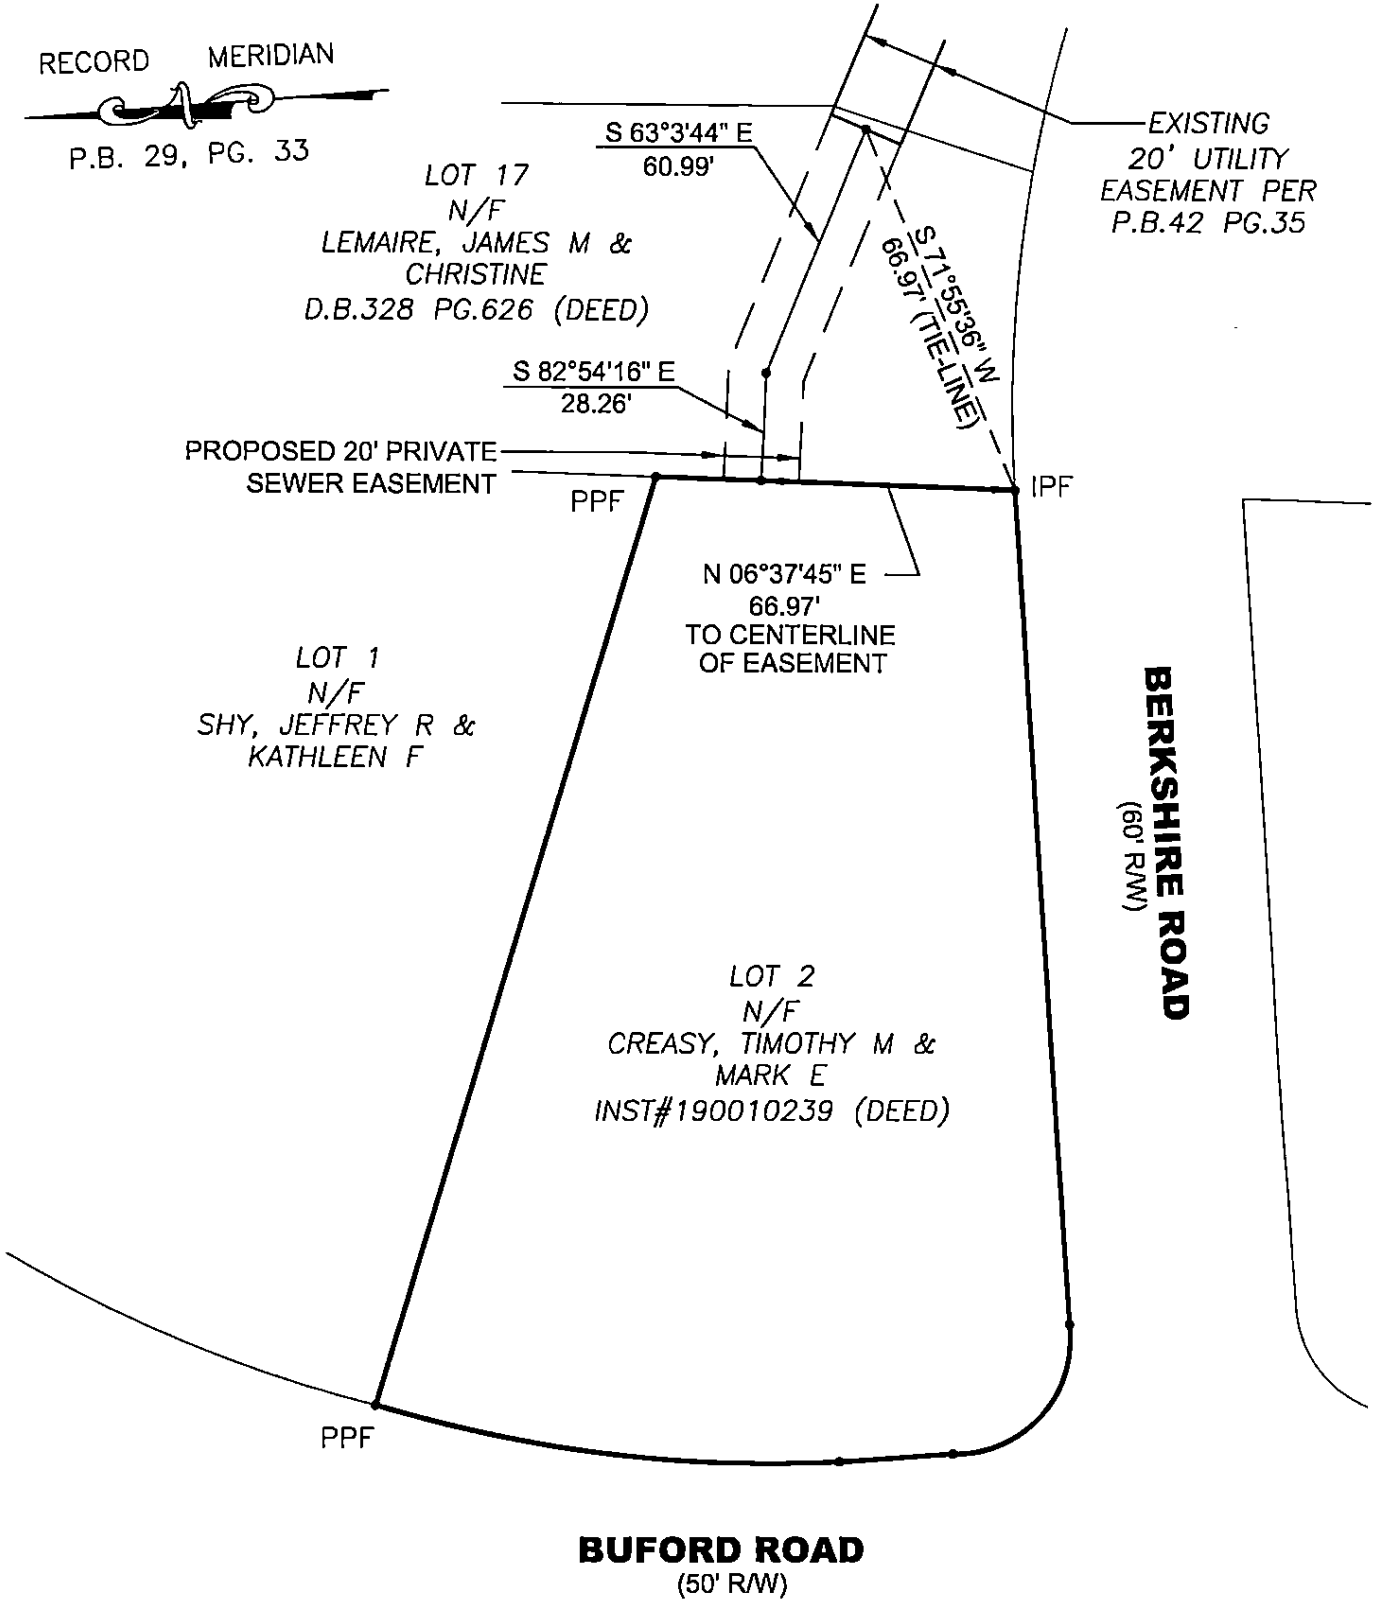 RECORD MERIDIAN
P.B. 29, PG. 33
S 63°3'44" E
60.99'
EXISTING
20' UTILITY
EASEMENT PER
P.B.42 PG.35
LOT 17
N/F
LEMAIRE, JAMES M &
CHRISTINE
D.B.328 PG.626 (DEED)
S 71°55'36" W
66.97' (TIE-LINE)
S 82°54'16" E
28.26'
PROPOSED 20' PRIVATE
SEWER EASEMENT
PPF
IPF
N 06°37'45" E
66.97'
TO CENTERLINE
OF EASEMENT
LOT 1
N/F
SHY, JEFFREY R &
KATHLEEN F
BERKSHIRE ROAD
(60' R/W)
LOT 2
N/F
CREASY, TIMOTHY M &
MARK E
INST#190010239 (DEED)
PPF
BUFORD ROAD
(50' R/W)